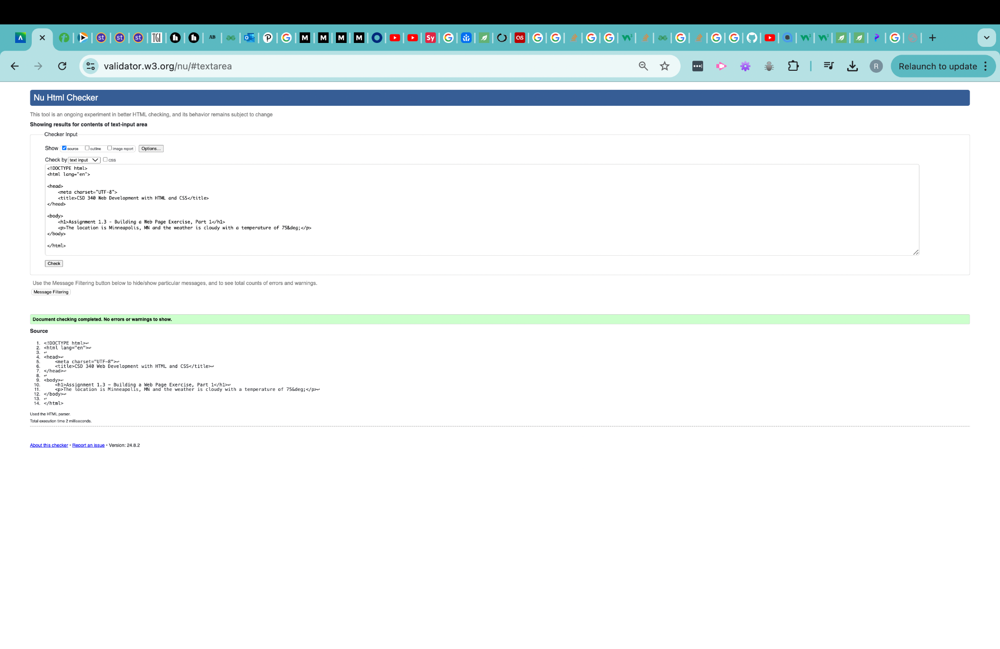 st st st TGI AB P M M M M Sy as
validator.w3.org/nu/#textarea R Relaunch to update
Nu Html Checker
This tool is an ongoing experiment in better HTML checking, and its behavior remains subject to change
Showing results for contents of text-input area
Checker Input
Show source outline image report Options...
Check by text input css
<!DOCTYPE html>
<html lang="en">
<head>
<meta charset="UTF-8">
<title>CSD 340 Web Development with HTML and CSS</title>
</head>
<body>
<h1>Assignment 1.3 - Building a Web Page Exercise, Part 1</h1>
<p>The location is Minneapolis, MN and the weather is cloudy with a temperature of 75&deg;</p>
</body>
</html>
Check
Use the Message Filtering button below to hide/show particular messages, and to see total counts of errors and warnings.
Message Filtering
Document checking completed. No errors or warnings to show.
Source
1. <!DOCTYPE html>↩
2. <html lang="en">↩
3. ↩
4. <head>↩
5. <meta charset="UTF-8">↩
6. <title>CSD 340 Web Development with HTML and CSS</title>↩
7. </head>↩
8. ↩
9. <body>↩
10. <h1>Assignment 1.3 - Building a Web Page Exercise, Part 1</h1>↩
11. <p>The location is Minneapolis, MN and the weather is cloudy with a temperature of 75&deg;</p>↩
12. </body>↩
13. ↩
14. </html>
Used the HTML parser.
Total execution time 2 milliseconds.
About this checker • Report an issue • Version: 24.8.2